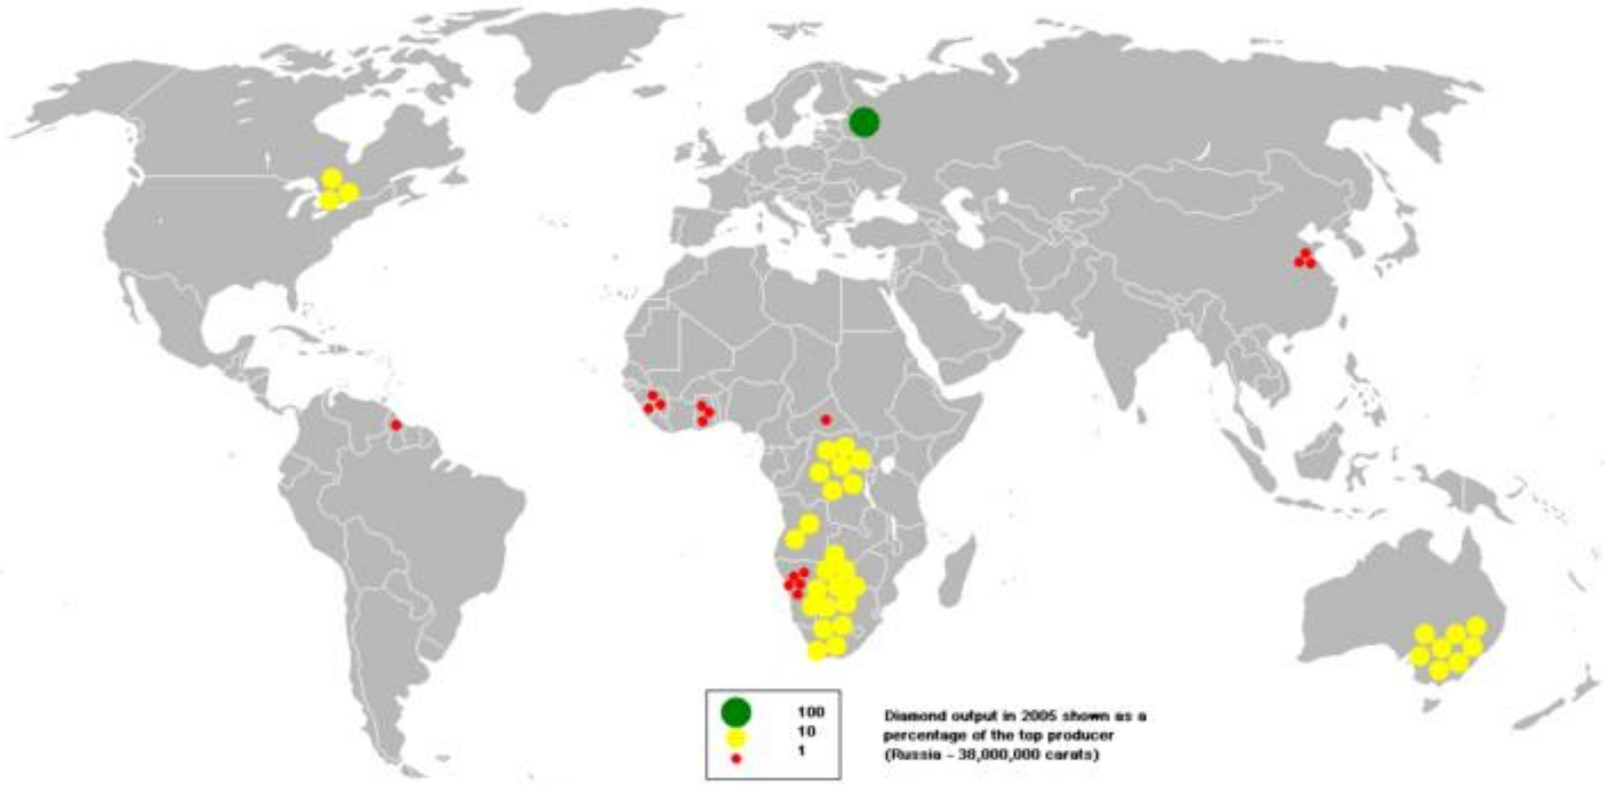 100
10
1
Diamond output in 2005 shown as a
percentage of the top producer
(Russia - 38,000,000 carats)